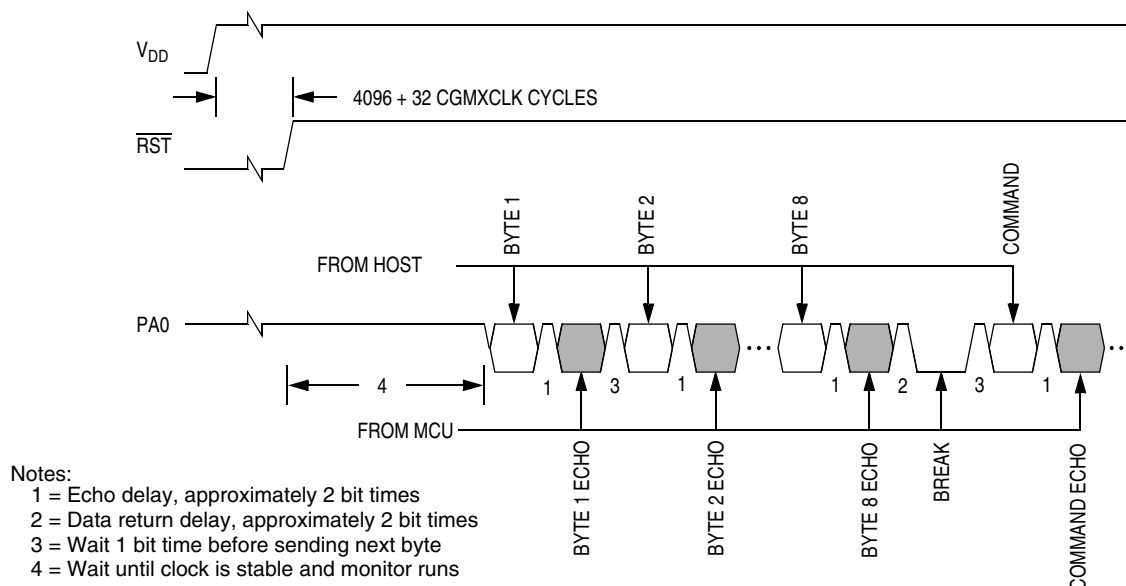 VDD
4096 + 32 CGMXCLK CYCLES
RST
FROM HOST
BYTE 1
BYTE 2
BYTE 8
COMMAND
PA0
4
1
3
1
1
2
3
1
FROM MCU
BYTE 1 ECHO
BYTE 2 ECHO
BYTE 8 ECHO
BREAK
COMMAND ECHO
Notes:
1 = Echo delay, approximately 2 bit times
2 = Data return delay, approximately 2 bit times
3 = Wait 1 bit time before sending next byte
4 = Wait until clock is stable and monitor runs